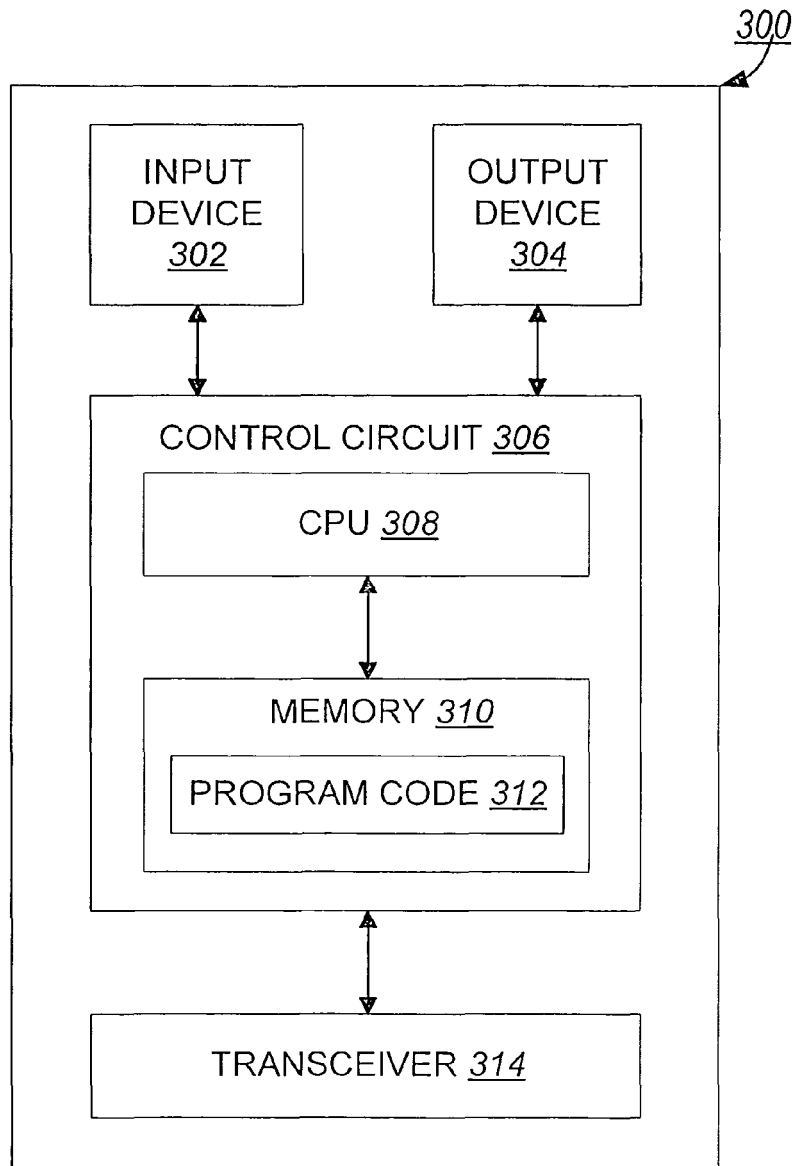 300
INPUT
DEVICE
302
OUTPUT
DEVICE
304
CONTROL CIRCUIT 306
CPU 308
MEMORY 310
PROGRAM CODE 312
TRANSCEIVER 314